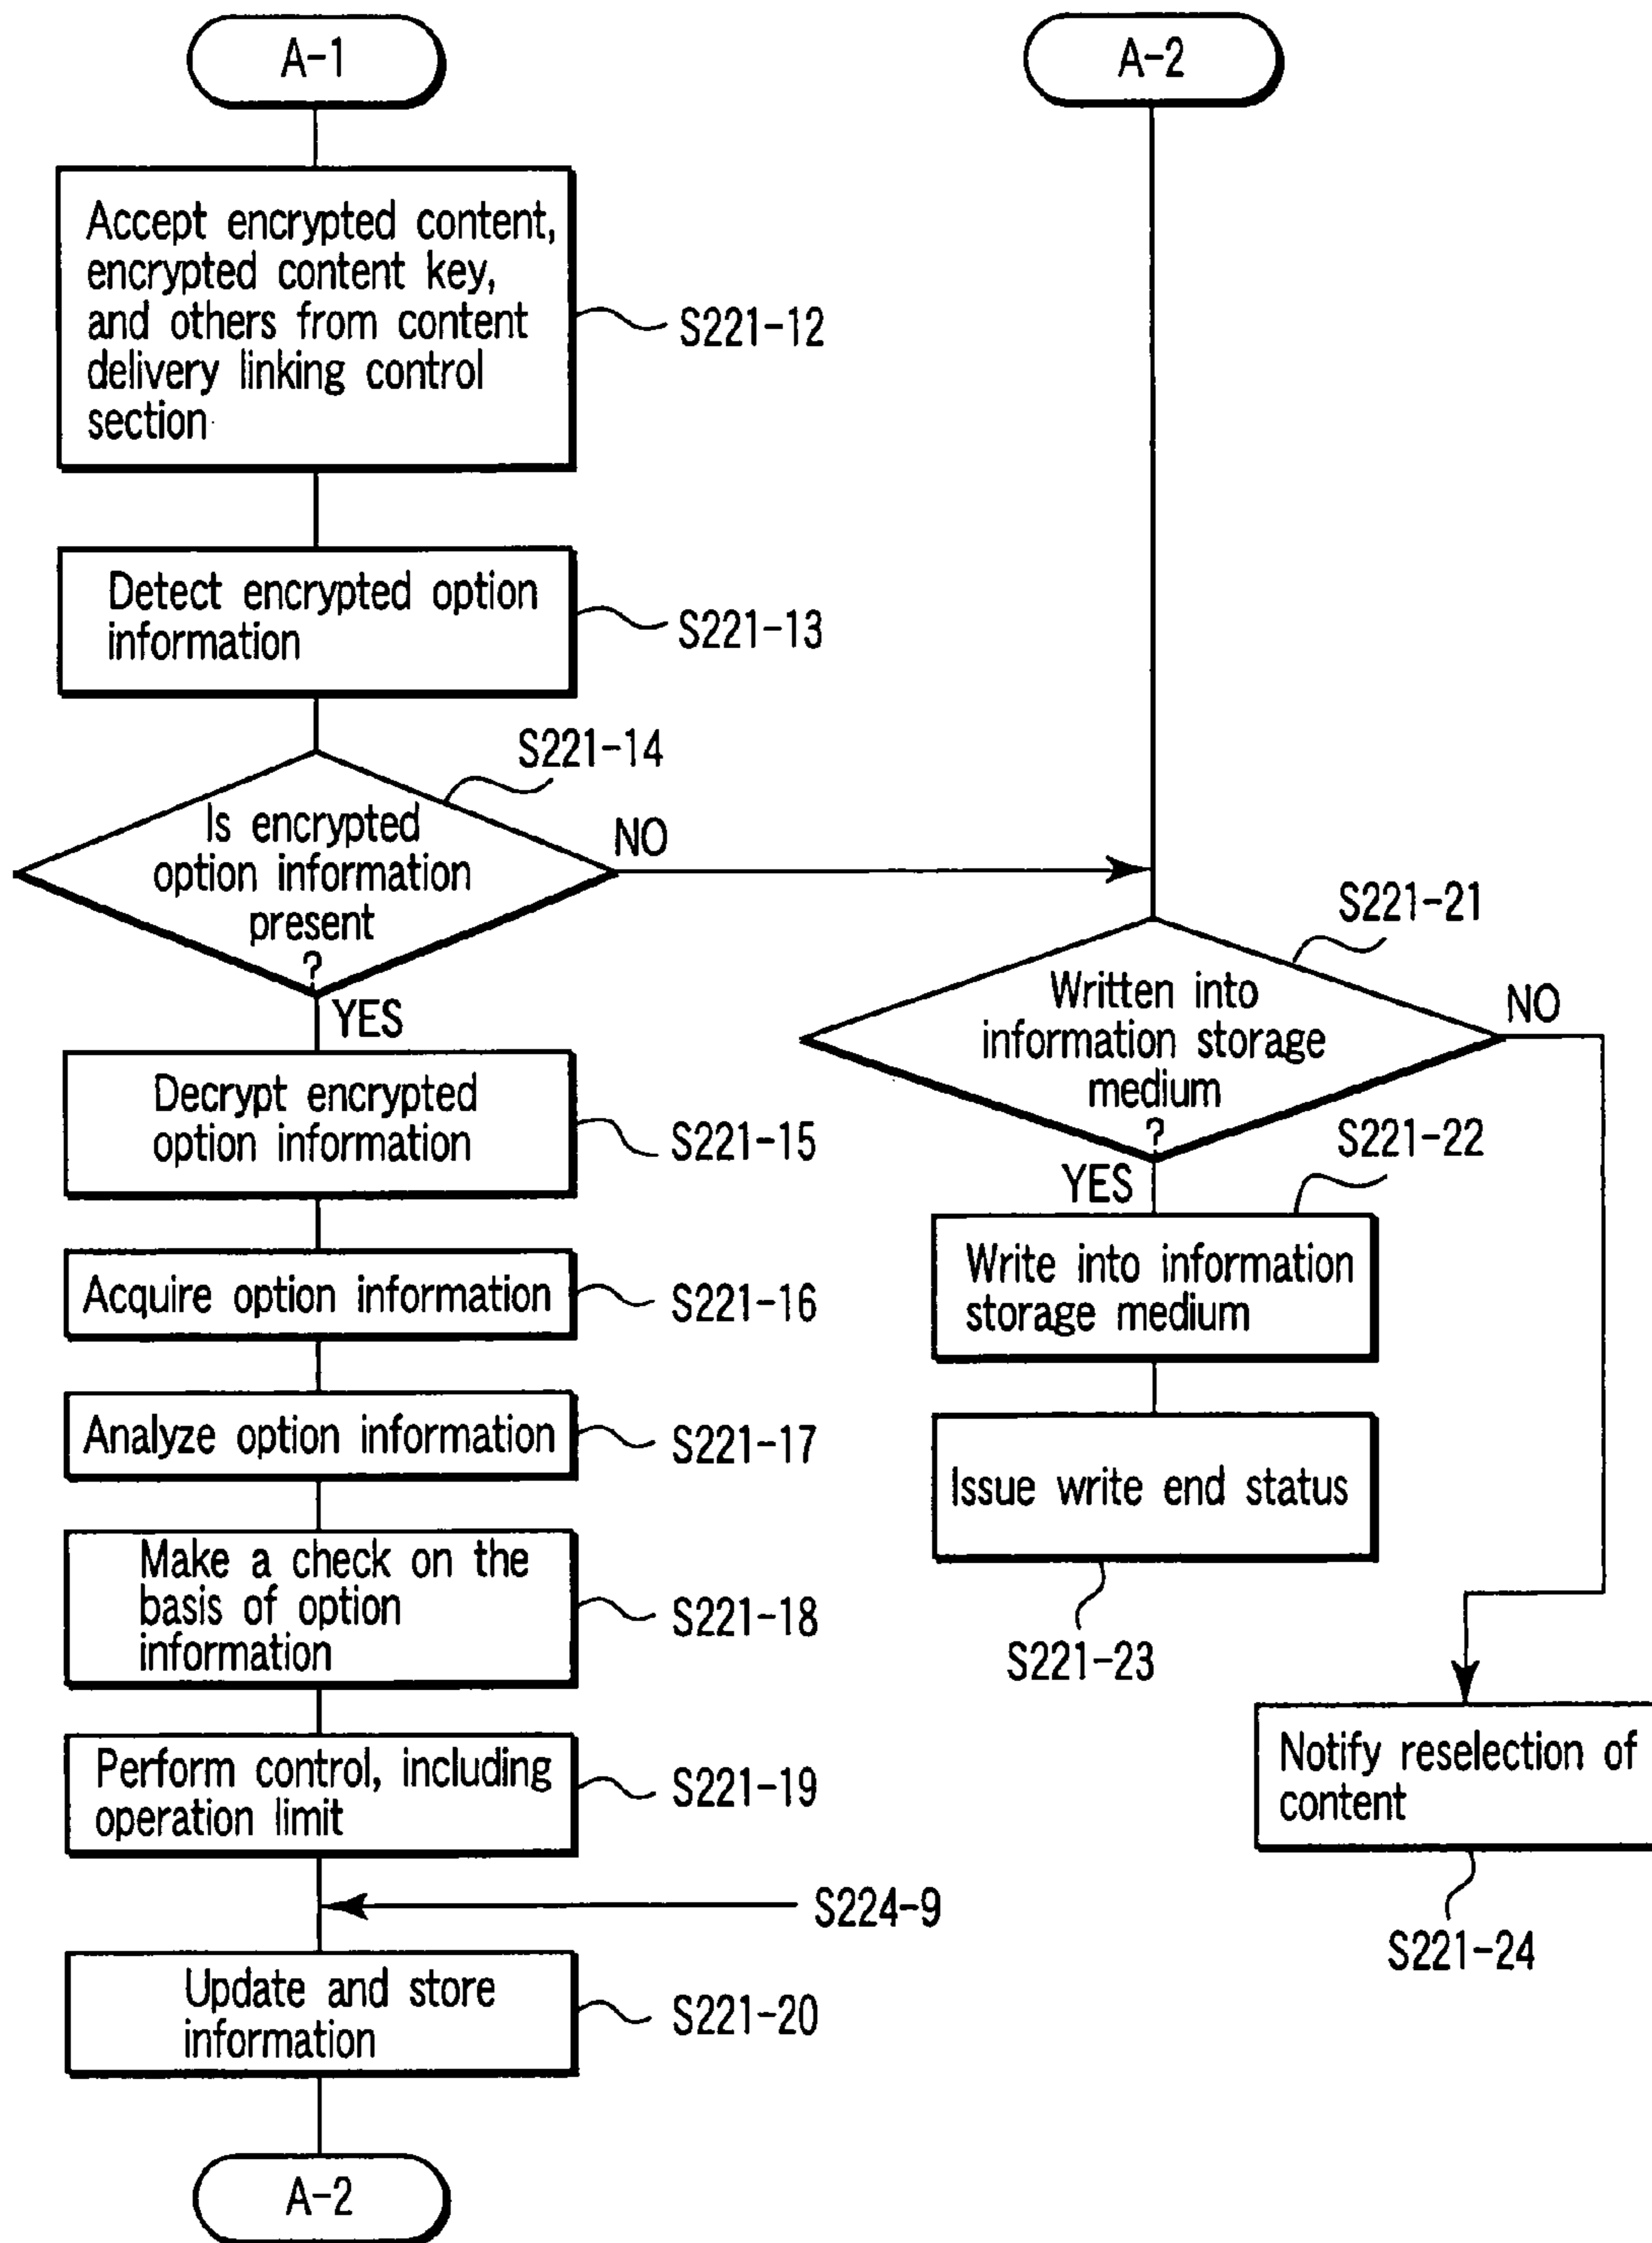 A-1
Accept encrypted content,
encrypted content key,
and others from content
delivery linking control
section
S221-12
Detect encrypted option
information
S221-13
S221-14
Is encrypted
option information
present
?
NO
YES
Decrypt encrypted
option information
S221-15
Acquire option information
S221-16
Analyze option information
S221-17
Make a check on the
basis of option
information
S221-18
Perform control, including
operation limit
S221-19
S224-9
Update and store
information
S221-20
A-2
A-2
S221-21
Written into
information storage
medium
?
NO
YES
S221-22
Write into information
storage medium
Issue write end status
S221-23
Notify reselection of
content
S221-24